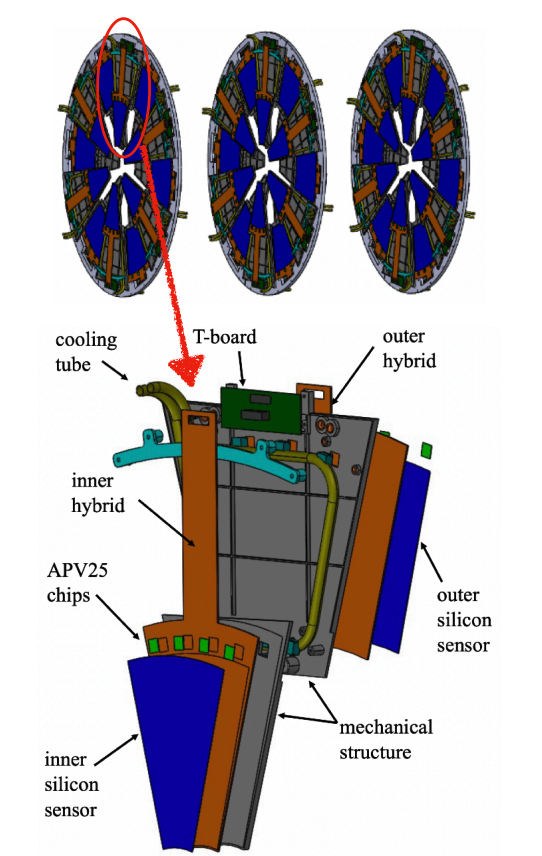 cooling
tube
T-board
outer
hybrid
inner
hybrid
APV25
chips
outer
silicon
sensor
mechanical
structure
inner
silicon
sensor